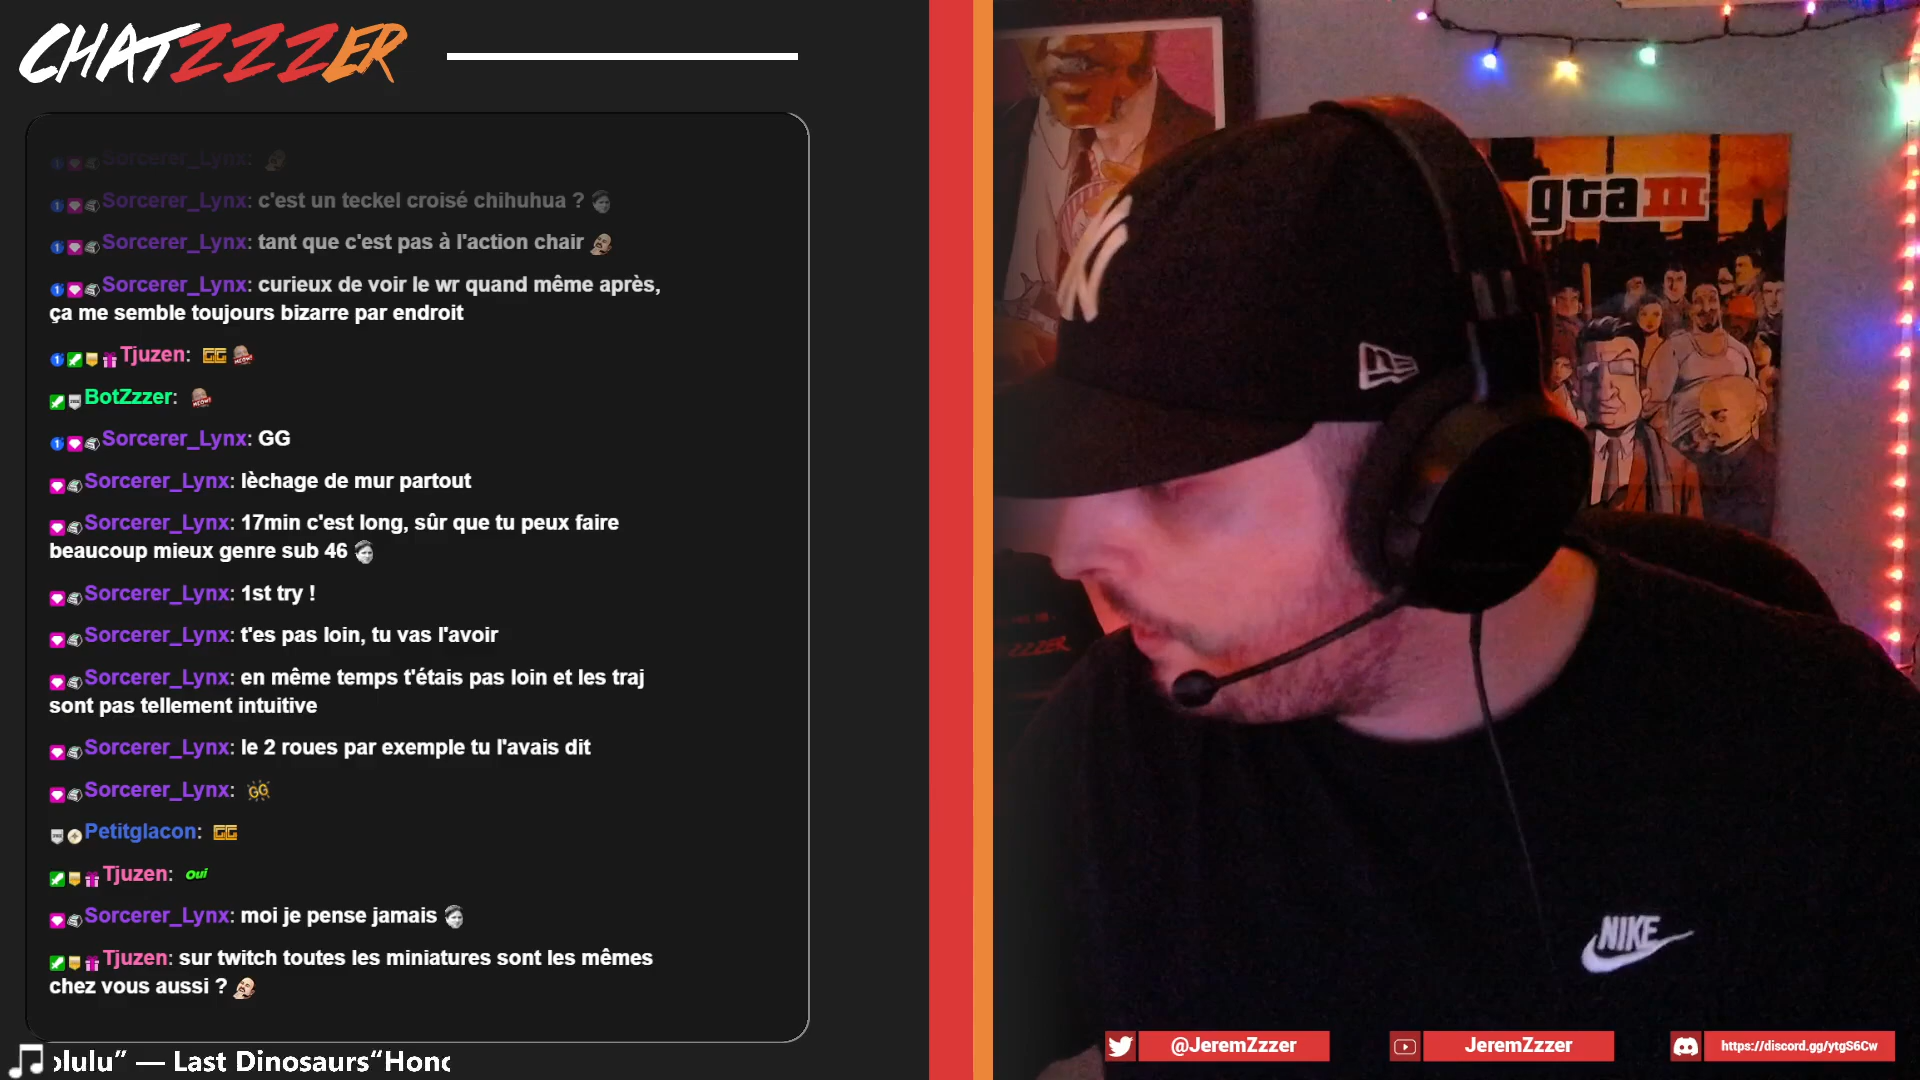 CHATZZZER
Sorcerer_Lynx:
Sorcerer_Lynx: c'est un teckel croisé chihuhua ?
Sorcerer_Lynx: tant que c'est pas à l'action chair
Sorcerer_Lynx: curieux de voir le wr quand même après,
ça me semble toujours bizarre par endroit
Tjuzen: GG MEOW!
BotZzzer: MEOW!
Sorcerer_Lynx: GG
Sorcerer_Lynx: lèchage de mur partout
Sorcerer_Lynx: 17min c'est long, sûr que tu peux faire
beaucoup mieux genre sub 46
Sorcerer_Lynx: 1st try !
Sorcerer_Lynx: t'es pas loin, tu vas l'avoir
Sorcerer_Lynx: en même temps t'étais pas loin et les traj
sont pas tellement intuitive
Sorcerer_Lynx: le 2 roues par exemple tu l'avais dit
Sorcerer_Lynx: GG
Petitglacon: GG
Tjuzen: Oui
Sorcerer_Lynx: moi je pense jamais
Tjuzen: sur twitch toutes les miniatures sont les mêmes
chez vous aussi ?
olulu” — Last Dinosaurs“Hono
gta III
NY
NIKE
ZZZER
@JeremZzzer
JeremZzzer
https://discord.gg/ytgS6Cw